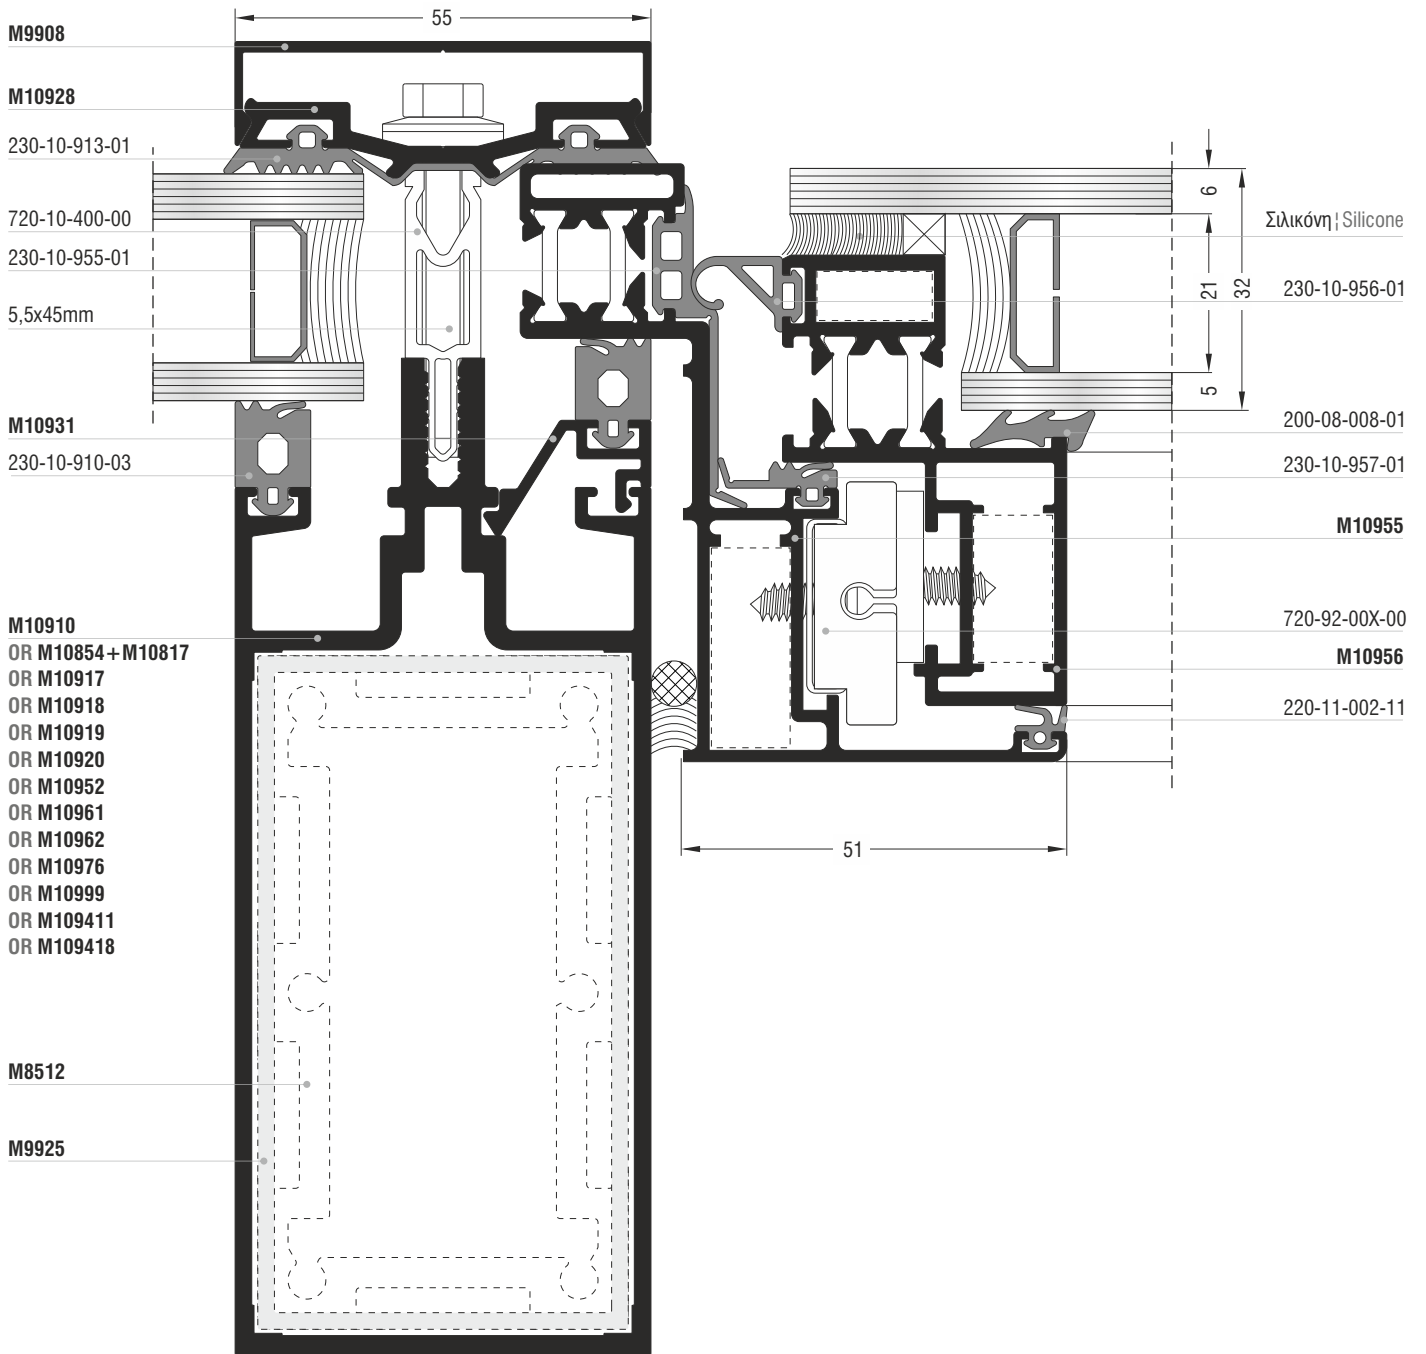 55
M9908
M10928
230-10-913-01
720-10-400-00
230-10-955-01
5,5x45mm
M10931
230-10-910-03
M10910
OR M10854+M10817
OR M10917
OR M10918
OR M10919
OR M10920
OR M10952
OR M10961
OR M10962
OR M10976
OR M10999
OR M109411
OR M109418
M8512
M9925
6
21
32
5
Σιλικόνη ¦ Silicone
230-10-956-01
200-08-008-01
230-10-957-01
M10955
720-92-00X-00
M10956
220-11-002-11
51